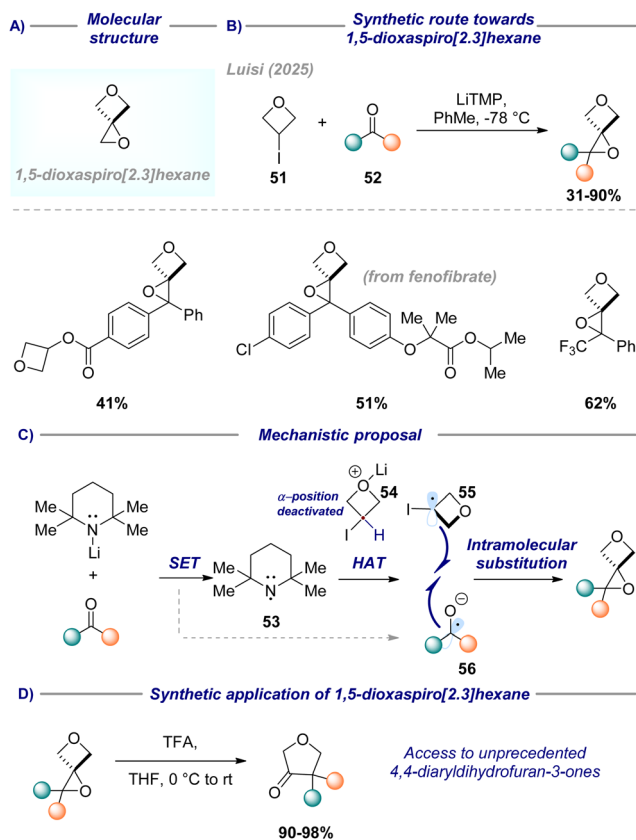 A) Molecular structure
B) Synthetic route towards 1,5-dioxaspiro[2.3]hexane
O
O
1,5-dioxaspiro[2.3]hexane
Luisi (2025)
O
I
51
+
O
52
LiTMP,
PhMe, -78 °C
O
O
31-90%
O
O
Ph
O
O
O
41%
(from fenofibrate)
O
O
Cl
O
Me Me
O
O
Me
Me
51%
O
O
F3C
Ph
62%
C) Mechanistic proposal
Me
Me
N
Li
Me
Me
+
O
SET
Me
Me
N
Me
Me
53
HAT
α–position deactivated
⊕ Li
O
54
I
H
55
I
O
O ⊖
56
Intramolecular substitution
O
O
D) Synthetic application of 1,5-dioxaspiro[2.3]hexane
O
O
TFA,
THF, 0 °C to rt
O
O
90-98%
Access to unprecedented
4,4-diaryldihydrofuran-3-ones